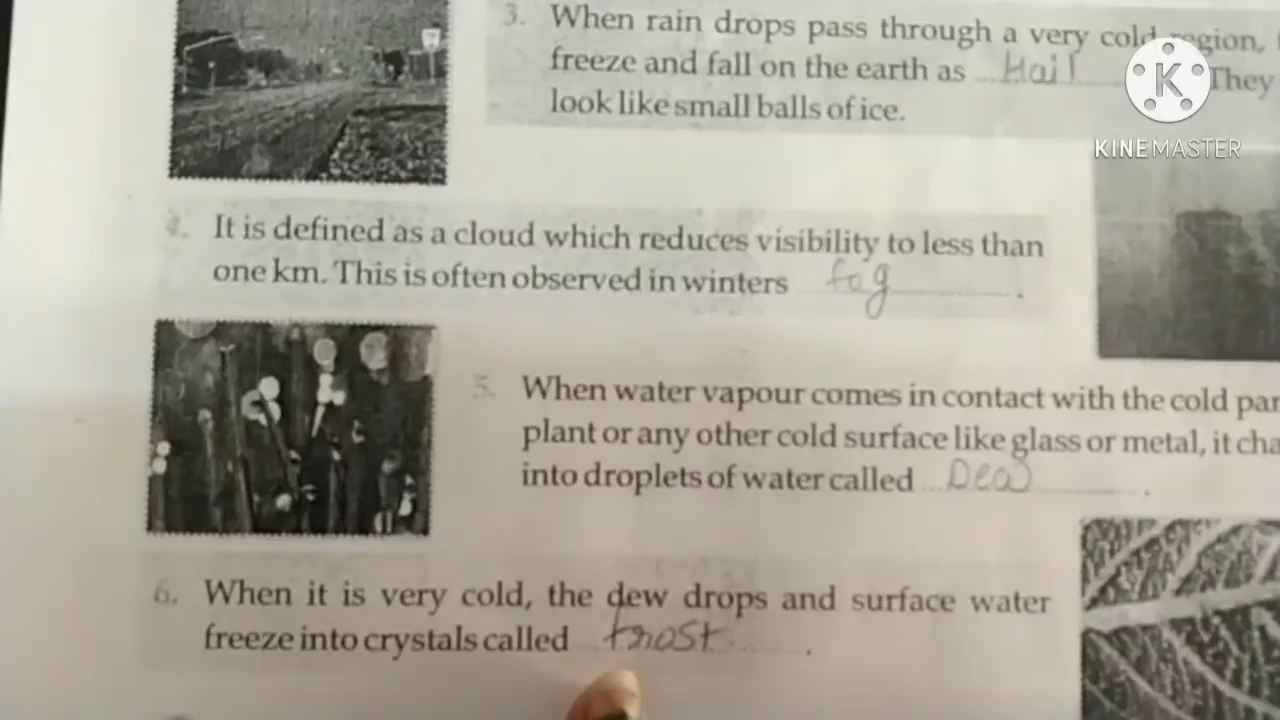 3. When rain drops pass through a very cold region,
freeze and fall on the earth as Hail They
look like small balls of ice.
K
KINEMASTER
4. It is defined as a cloud which reduces visibility to less than
one km. This is often observed in winters fog .
5. When water vapour comes in contact with the cold par
plant or any other cold surface like glass or metal, it cha
into droplets of water called Dew .
6. When it is very cold, the dew drops and surface water
freeze into crystals called frost .